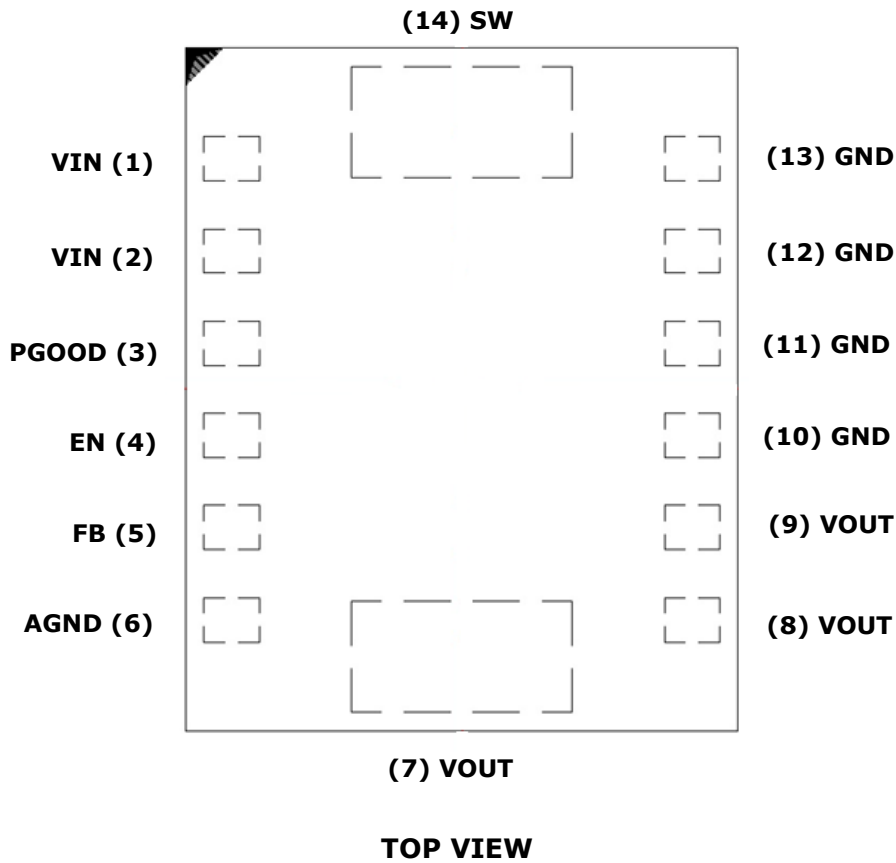 (14) SW
VIN (1)
(13) GND
VIN (2)
(12) GND
PGOOD (3)
(11) GND
EN (4)
(10) GND
FB (5)
(9) VOUT
AGND (6)
(8) VOUT
(7) VOUT
TOP VIEW